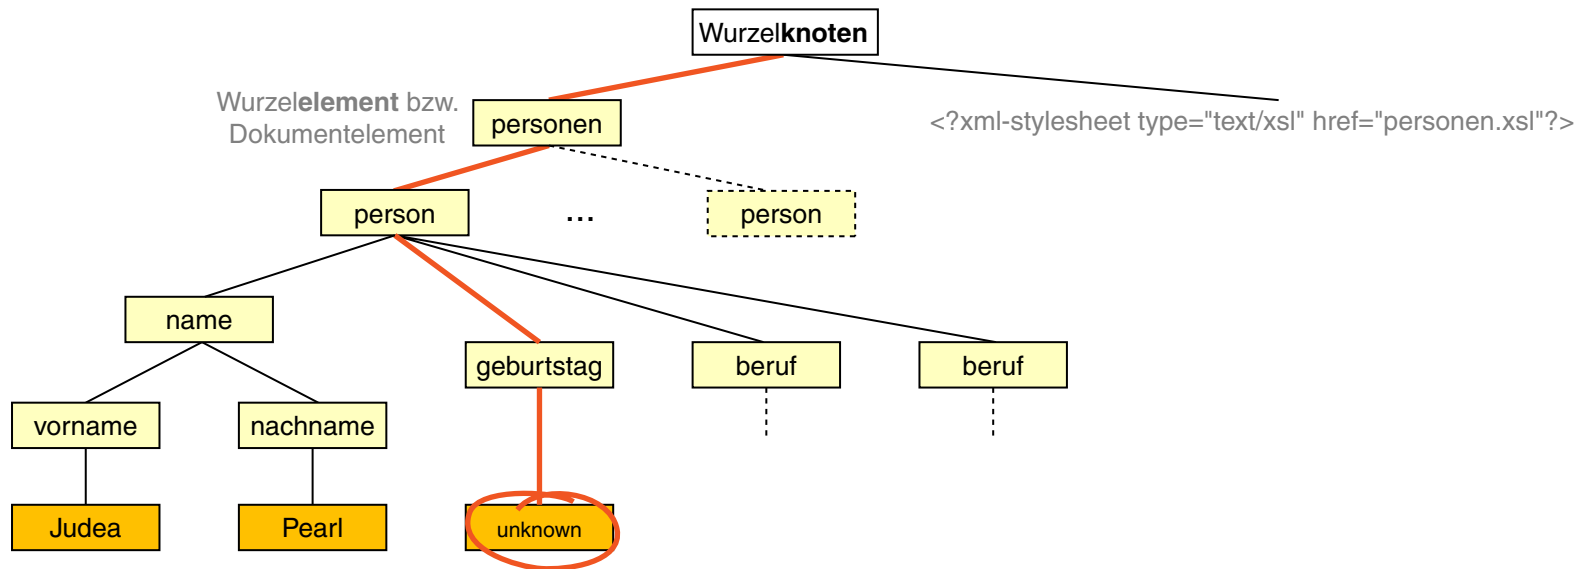 Wurzelknoten
Wurzelelement bzw.
Dokumentelement
personen
<?xml-stylesheet type="text/xsl" href="personen.xsl"?>
person
...
person
name
geburtstag
beruf
beruf
vorname
nachname
Judea
Pearl
unknown